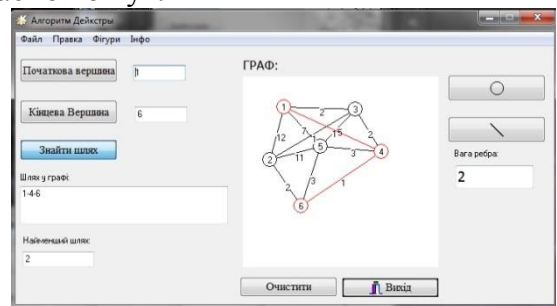 Алгоритм Дейкстры
Файл Правка Фігури Інфо
Початкова вершина 1
ГРАФ:
Кінцева Вершина 6
Знайти шлях
Шлях у графі:
1-4-6
Найменший шлях:
2
Вага ребра:
2
1
2
3
12
7
1
15
2
5
4
2
11
3
2
3
1
6
Очистити
Вихід